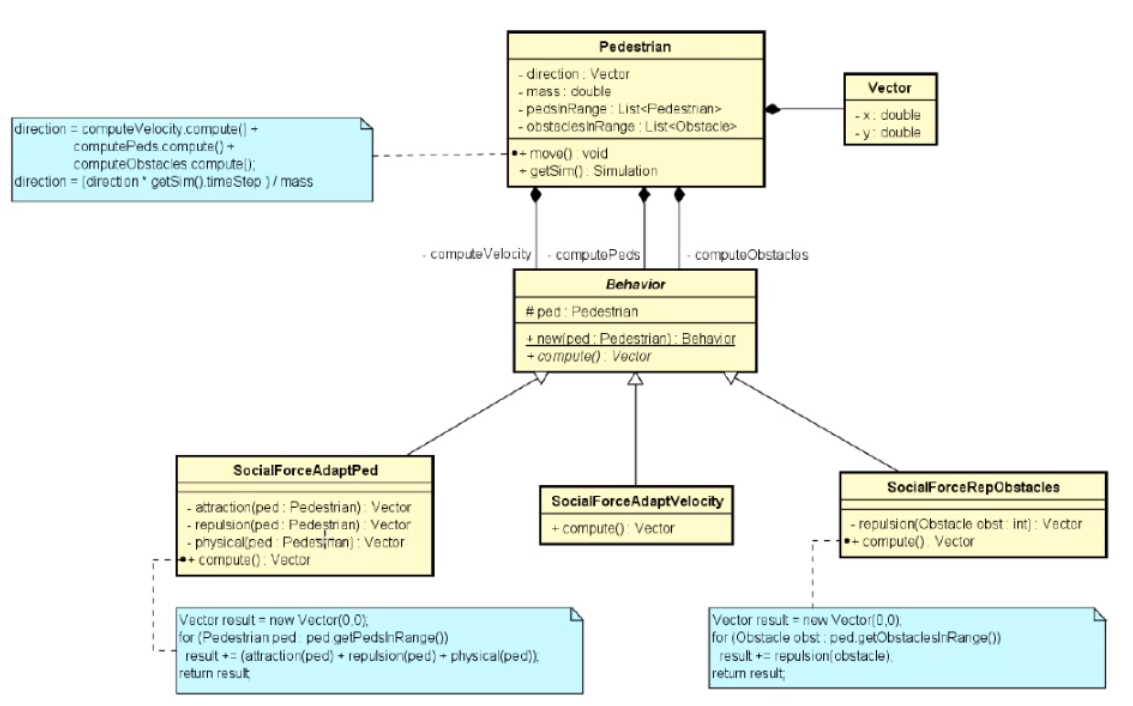 Pedestrian
- direction : Vector
- mass : double
- pedsInRange : List<Pedestrian>
- obstaclesInRange : List<Obstacle>
+ move() : void
+ getSim() : Simulation
Vector
- x : double
- y : double
direction = computeVelocity.compute() +
computePeds.compute() +
computeObstacles.compute();
direction = (direction * getSim().timeStep ) / mass
- computeVelocity
- computePeds
- computeObstacles
Behavior
# ped : Pedestrian
+ new(ped : Pedestrian) : Behavior
+ compute() : Vector
SocialForceAdaptPed
- attraction(ped : Pedestrian) : Vector
- repulsion(ped : Pedestrian) : Vector
- physical(ped : Pedestrian) : Vector
+ compute() : Vector
SocialForceAdaptVelocity
+ compute() : Vector
SocialForceRepObstacles
- repulsion(Obstacle obst : int) : Vector
+ compute() : Vector
Vector result = new Vector(0,0);
for (Pedestrian ped : ped.getPedsInRange())
result += (attraction(ped) + repulsion(ped) + physical(ped));
return result;
Vector result = new Vector(0,0);
for (Obstacle obst : ped.getObstaclesInRange())
result += repulsion(obstacle);
return result;